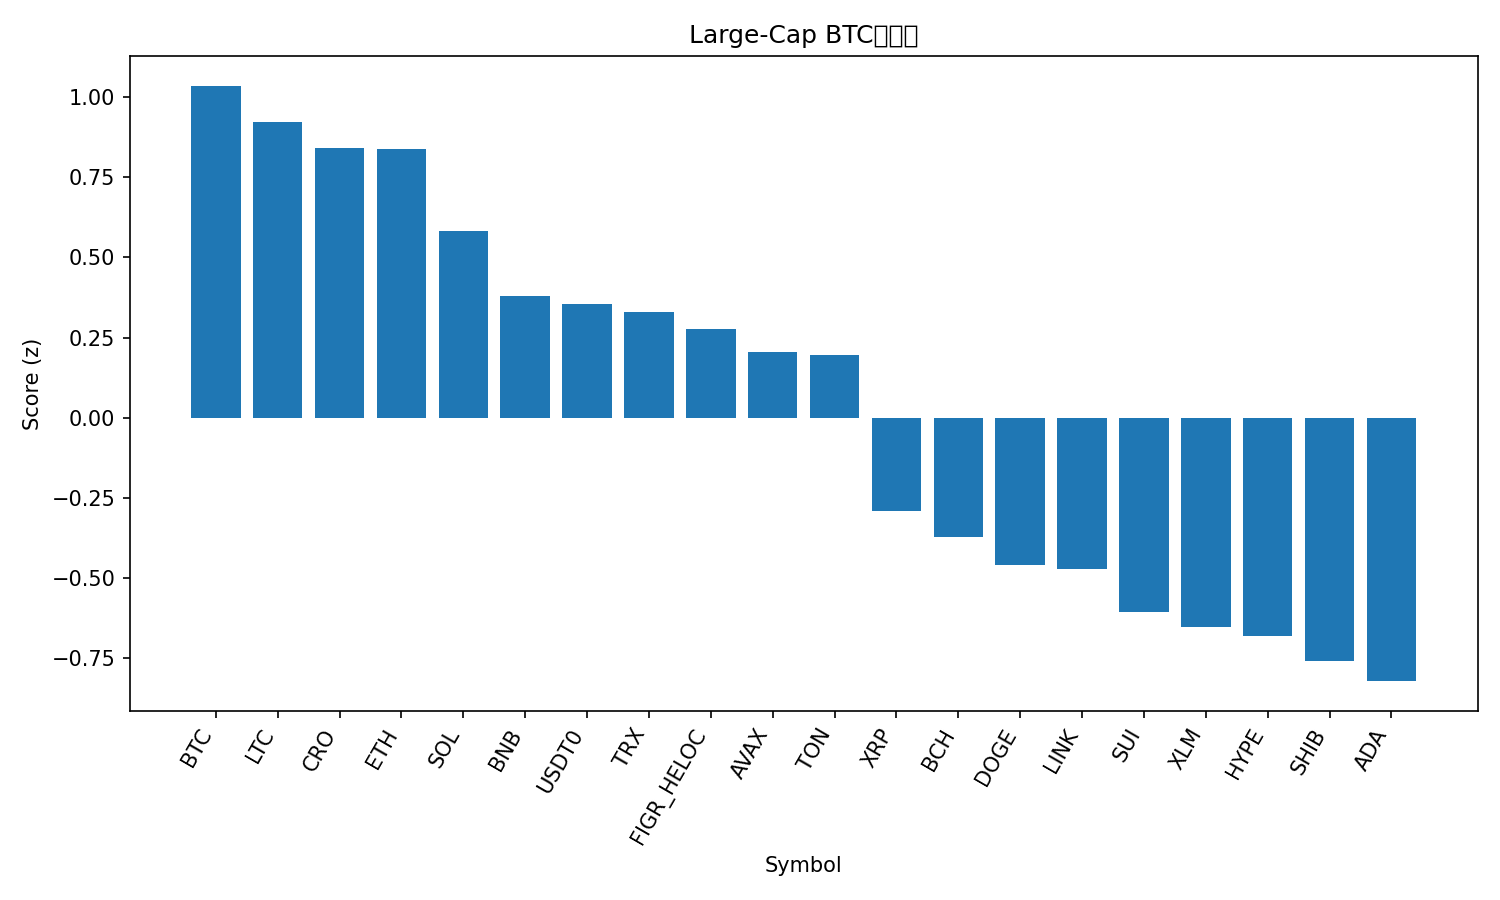 Large-Cap BTC
1.00
0.75
0.50
0.25
0.00
−0.25
−0.50
−0.75
Score (z)
BTC
LTC
CRO
ETH
SOL
BNB
USDT0
TRX
FIGR_HELOC
AVAX
TON
XRP
BCH
DOGE
LINK
SUI
XLM
HYPE
SHIB
ADA
Symbol